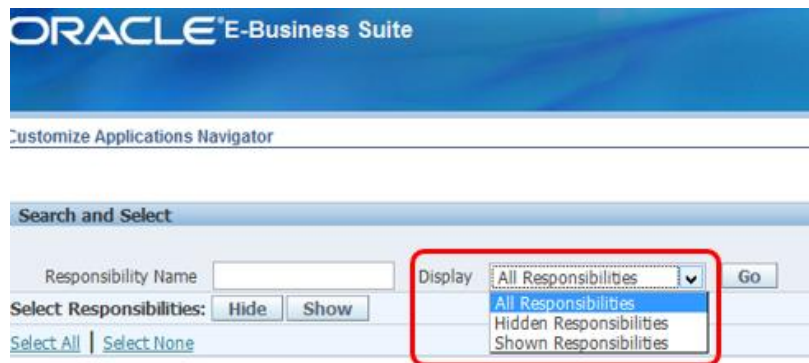 ORACLE E-Business Suite
Customize Applications Navigator
Search and Select
Responsibility Name Display All Responsibilities Go
Select Responsibilities: Hide Show
All Responsibilities
Hidden Responsibilities
Shown Responsibilities
Select All | Select None